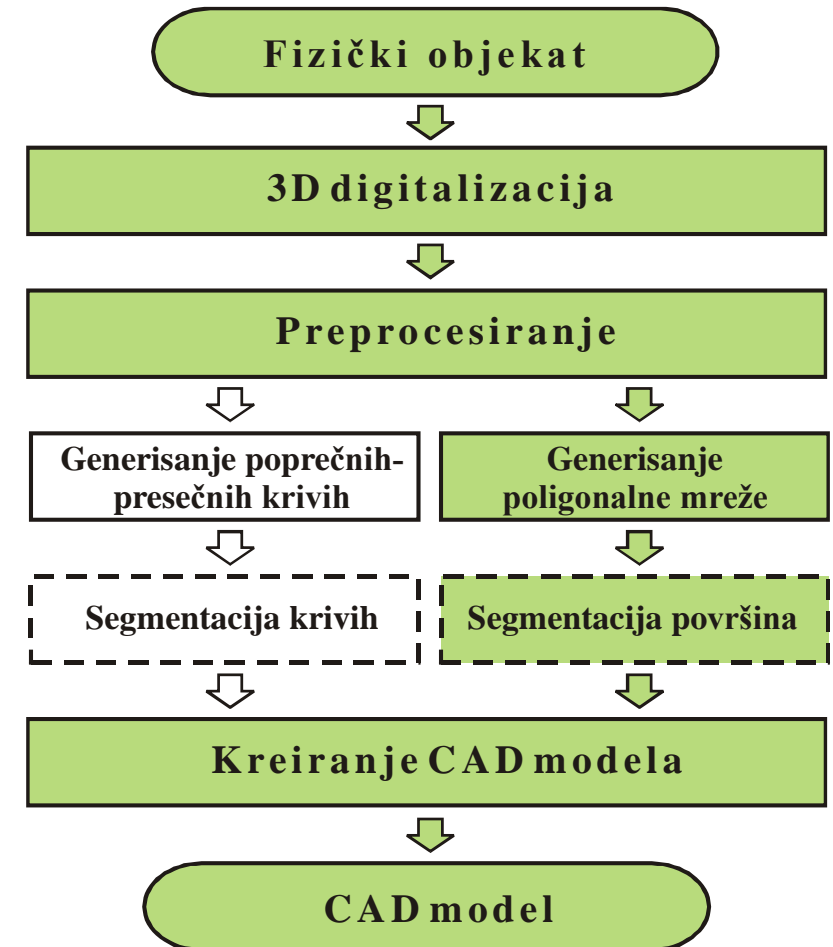 Fizički objekat
3D digitalizacija
Preprocesiranje
Generisanje poprečnih-
presečnih krivih
Generisanje
poligonalne mreže
Segmentacija krivih
Segmentacija površina
Kreiranje CAD modela
CAD model